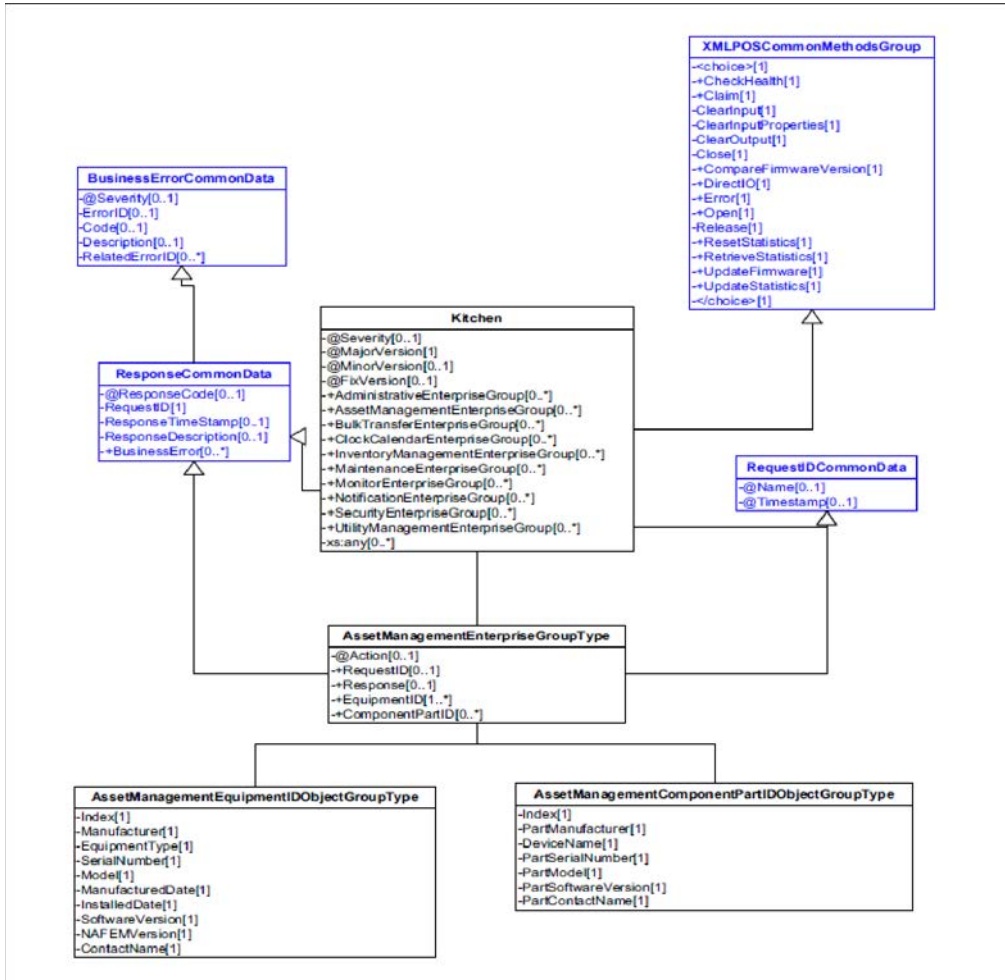 XMLPOSCommonMethodsGroup
-<choice>[1]
-+CheckHealth[1]
-+Claim[1]
-ClearInput[1]
-ClearInputProperties[1]
-ClearOutput[1]
-Close[1]
-+CompareFirmwareVersion[1]
-+DirectIO[1]
-+Error[1]
-+Open[1]
-Release[1]
-+ResetStatistics[1]
-+RetrieveStatistics[1]
-+UpdateFirmware[1]
-+UpdateStatistics[1]
-</choice>[1]
BusinessErrorCommonData
-@Severity[0..1]
-ErrorID[0..1]
-Code[0..1]
-Description[0..1]
-RelatedErrorID[0..*]
Kitchen
-@Severity[0..1]
-@MajorVersion[1]
-@MinorVersion[0..1]
-@FixVersion[0..1]
-+AdministrativeEnterpriseGroup[0..*]
-+AssetManagementEnterpriseGroup[0..*]
-+BulkTransferEnterpriseGroup[0..*]
-+ClockCalendarEnterpriseGroup[0..*]
-+InventoryManagementEnterpriseGroup[0..*]
-+MaintenanceEnterpriseGroup[0..*]
-+MonitorEnterpriseGroup[0..*]
-+NotificationEnterpriseGroup[0..*]
-+SecurityEnterpriseGroup[0..*]
-+UtilityManagementEnterpriseGroup[0..*]
-xs:any[0..*]
ResponseCommonData
-@ResponseCode[0..1]
-RequestID[1]
-ResponseTimeStamp[0..1]
-ResponseDescription[0..1]
-+BusinessError[0..*]
RequestIDCommonData
-@Name[0..1]
-@Timestamp[0..1]
AssetManagementEnterpriseGroupType
-@Action[0..1]
-+RequestID[0..1]
-+Response[0..1]
-+EquipmentID[1..*]
-+ComponentPartID[0..*]
AssetManagementEquipmentIDObjectGroupType
-Index[1]
-Manufacturer[1]
-EquipmentType[1]
-SerialNumber[1]
-Model[1]
-ManufacturedDate[1]
-InstalledDate[1]
-SoftwareVersion[1]
-NAFEMVersion[1]
-ContactName[1]
AssetManagementComponentPartIDObjectGroupType
-Index[1]
-PartManufacturer[1]
-DeviceName[1]
-PartSerialNumber[1]
-PartModel[1]
-PartSoftwareVersion[1]
-PartContactName[1]